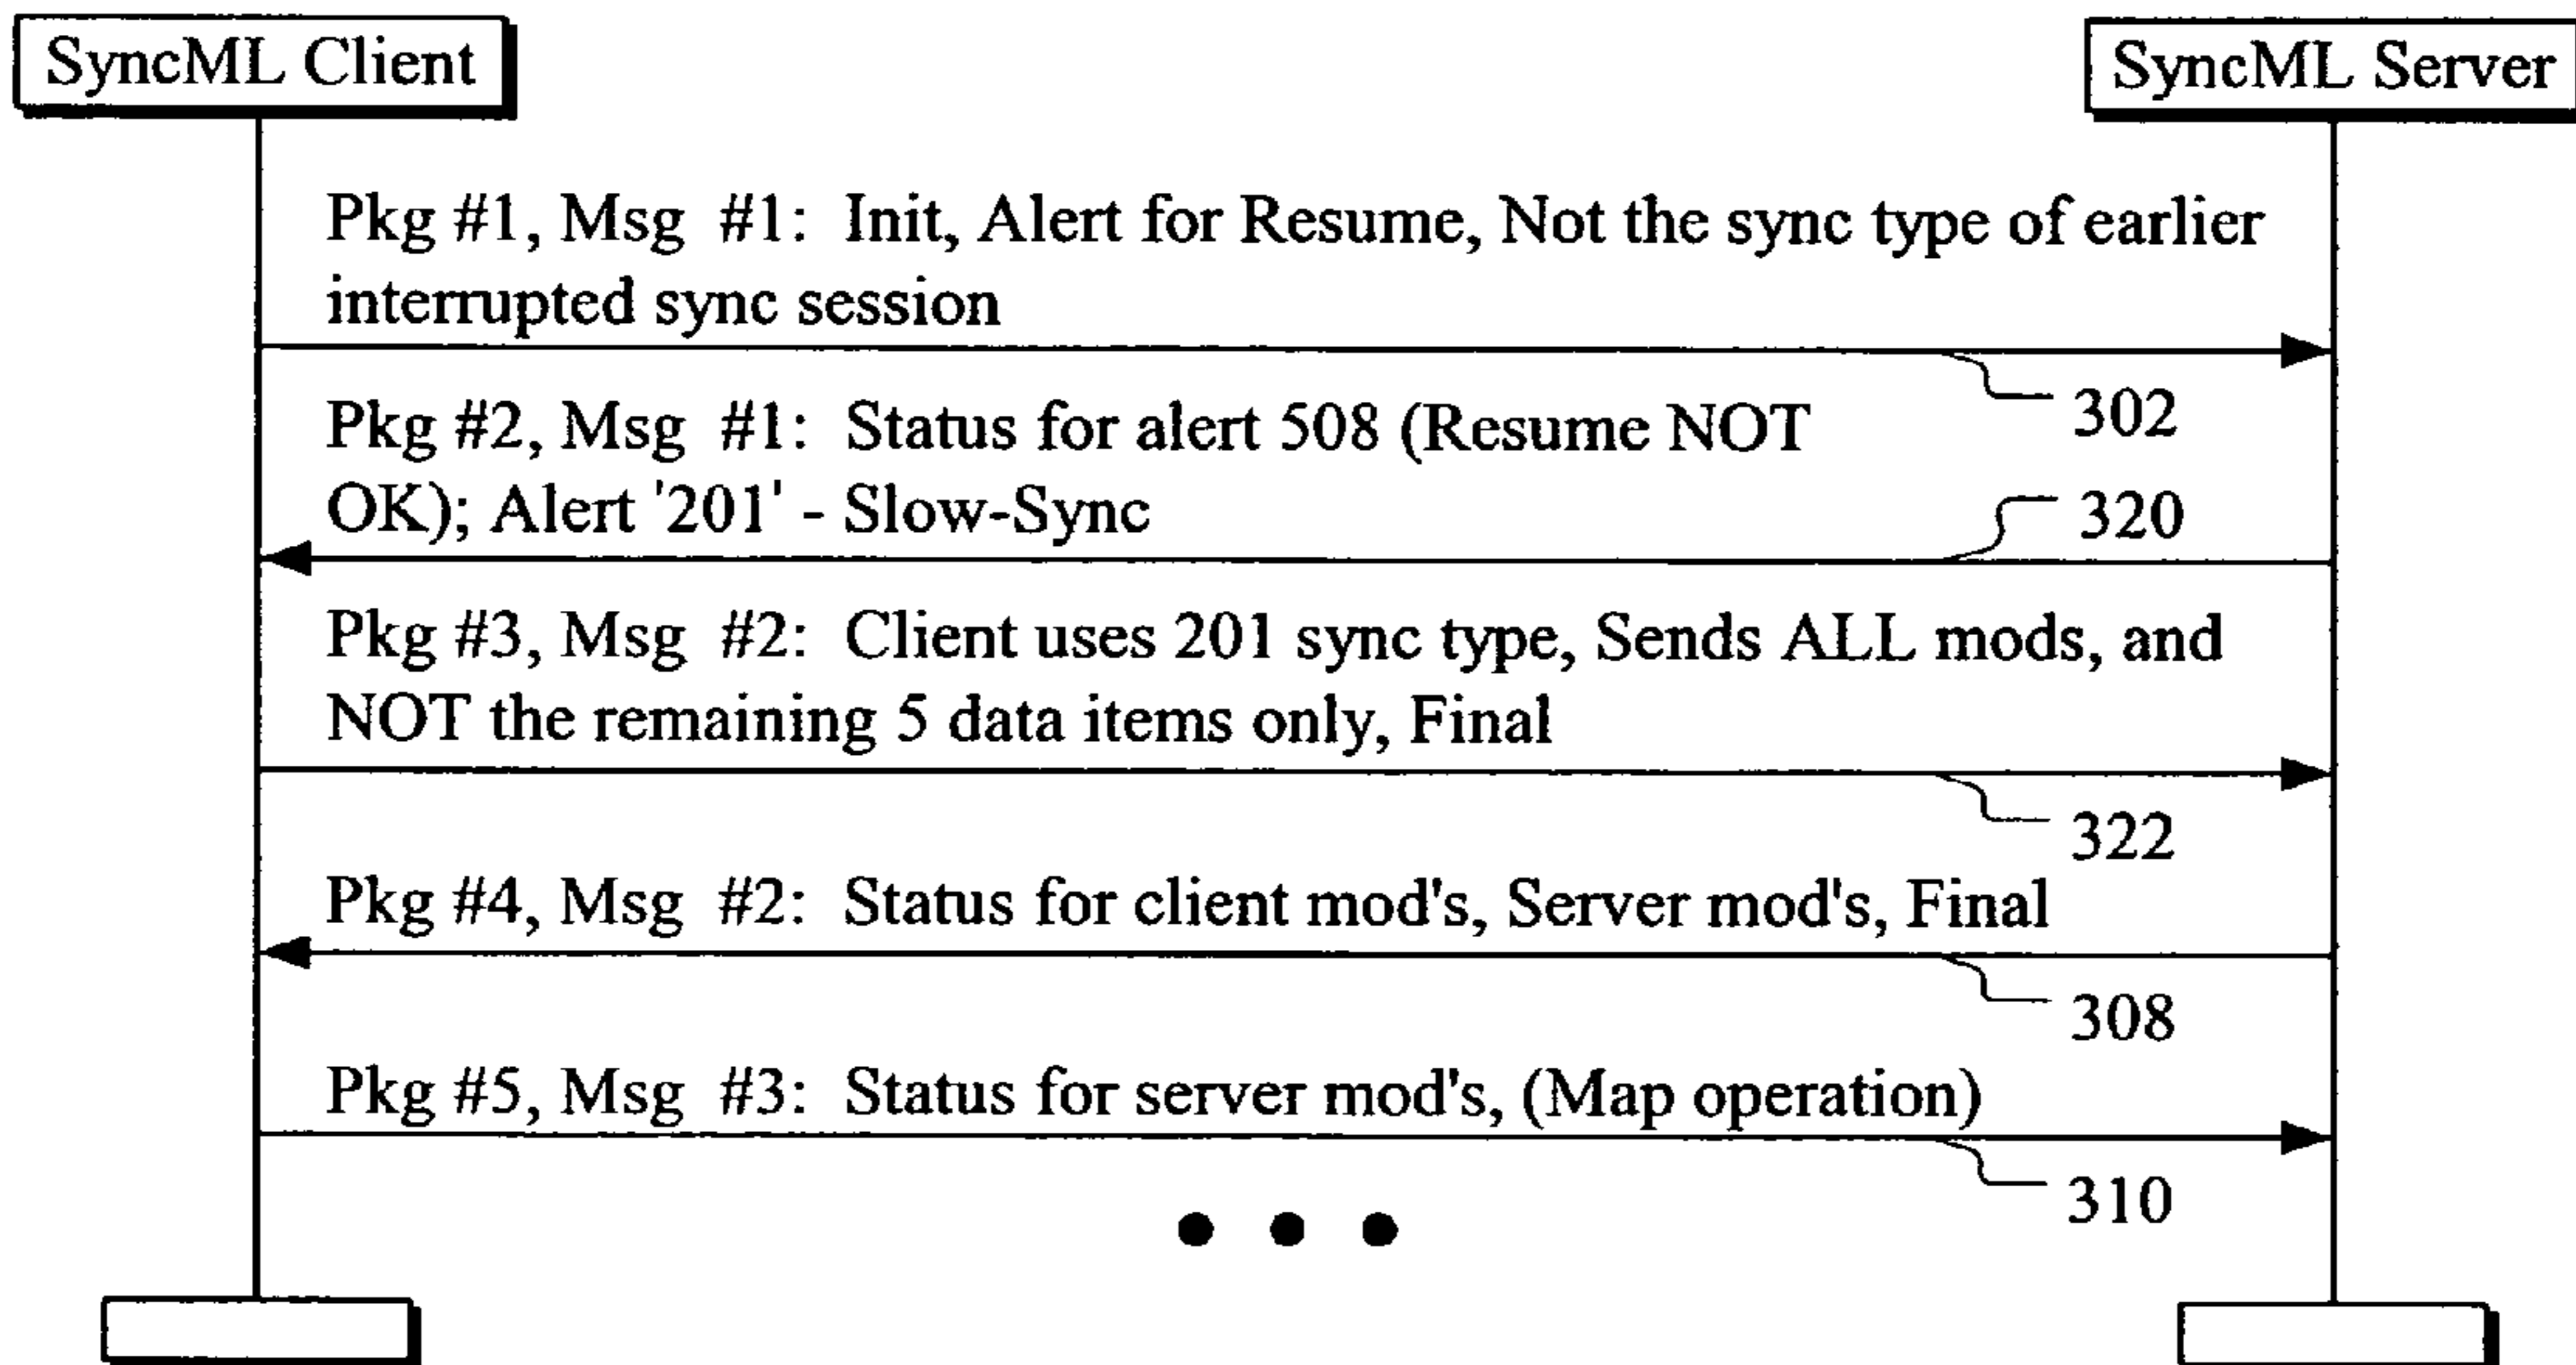 SyncML Client
SyncML Server
Pkg #1, Msg #1: Init, Alert for Resume, Not the sync type of earlier
interrupted sync session
302
Pkg #2, Msg #1: Status for alert 508 (Resume NOT
OK); Alert '201' - Slow-Sync
320
Pkg #3, Msg #2: Client uses 201 sync type, Sends ALL mods, and
NOT the remaining 5 data items only, Final
322
Pkg #4, Msg #2: Status for client mod's, Server mod's, Final
308
Pkg #5, Msg #3: Status for server mod's, (Map operation)
310